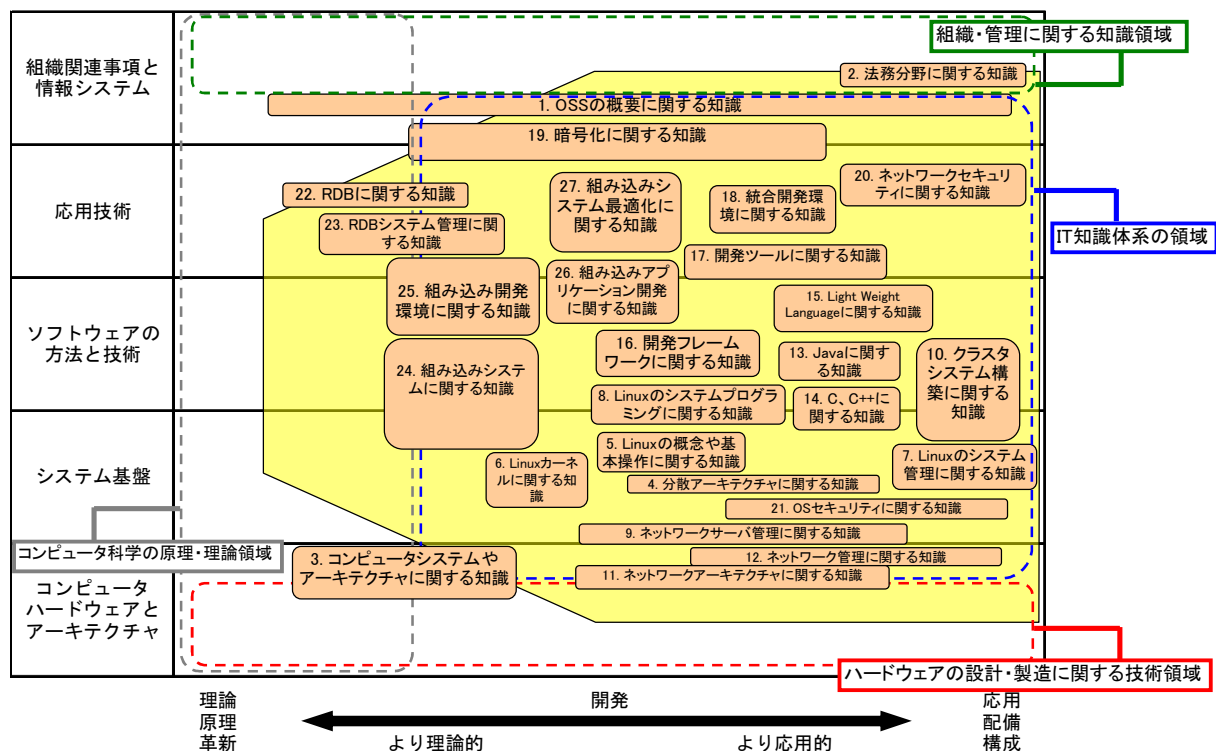 組織・管理に関する知識領域
組織関連事項と
情報システム
2. 法務分野に関する知識
1. OSSの概要に関する知識
19. 暗号化に関する知識
応用技術
22. RDBに関する知識
23. RDBシステム管理に関
する知識
27. 組み込みシ
ステム最適化に
関する知識
18. 統合開発環
境に関する知識
20. ネットワークセキュリ
ティに関する知識
IT知識体系の領域
17. 開発ツールに関する知識
ソフトウェアの
方法と技術
25. 組み込み開発
環境に関する知識
26. 組み込みアプ
リケーション開発
に関する知識
15. Light Weight
Languageに関する知識
16. 開発フレーム
ワークに関する知識
13. Javaに関す
る知識
10. クラスタ
システム構
築に関する
知識
24. 組み込みシステ
ムに関する知識
8. Linuxのシステムプログラ
ミングに関する知識
14. C、C++に
関する知識
システム基盤
5. Linuxの概念や基
本操作に関する知識
7. Linuxのシステム
管理に関する知識
6. Linuxカーネ
ルに関する知
識
4. 分散アーキテクチャに関する知識
21. OSセキュリティに関する知識
9. ネットワークサーバ管理に関する知識
コンピュータ科学の原理・理論領域
3. コンピュータシステムや
アーキテクチャに関する知識
12. ネットワーク管理に関する知識
11. ネットワークアーキテクチャに関する知識
コンピュータ
ハードウェアと
アーキテクチャ
ハードウェアの設計・製造に関する技術領域
理論
原理
革新
開発
応用
配備
構成
より理論的
より応用的